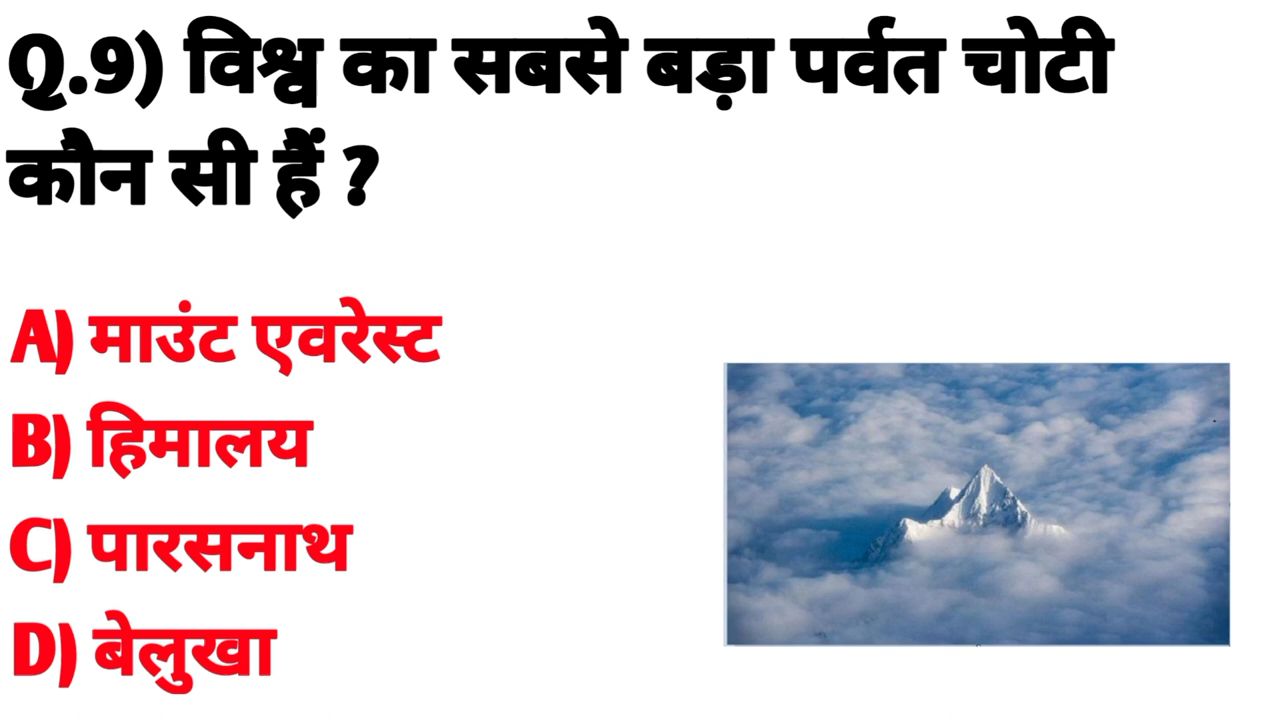 Q.9) विश्व का सबसे बड़ा पर्वत चोटी
कौन सी हैं ?
A) माउंट एवरेस्ट
B) हिमालय
C) पारसनाथ
D) बेलुखा